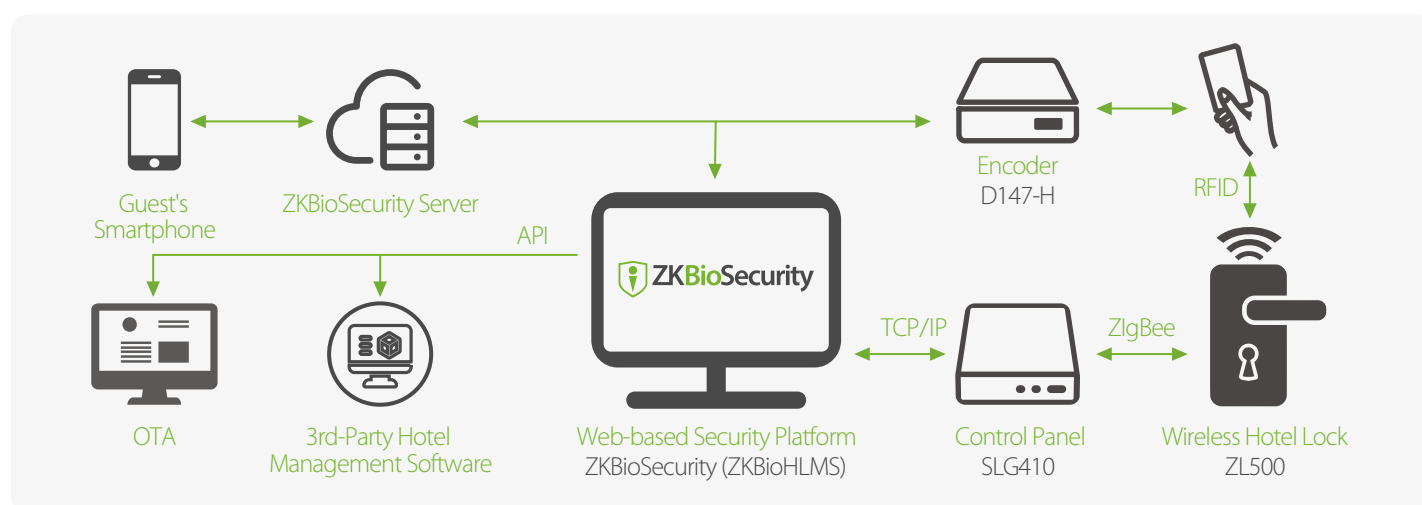 Guest's
Smartphone
ZKBioSecurity Server
Encoder
D147-H
RFID
API
ZKBioSecurity
TCP/IP
ZIgBee
OTA
3rd-Party Hotel
Management Software
Web-based Security Platform
ZKBioSecurity (ZKBioHLMS)
Control Panel
SLG410
Wireless Hotel Lock
ZL500